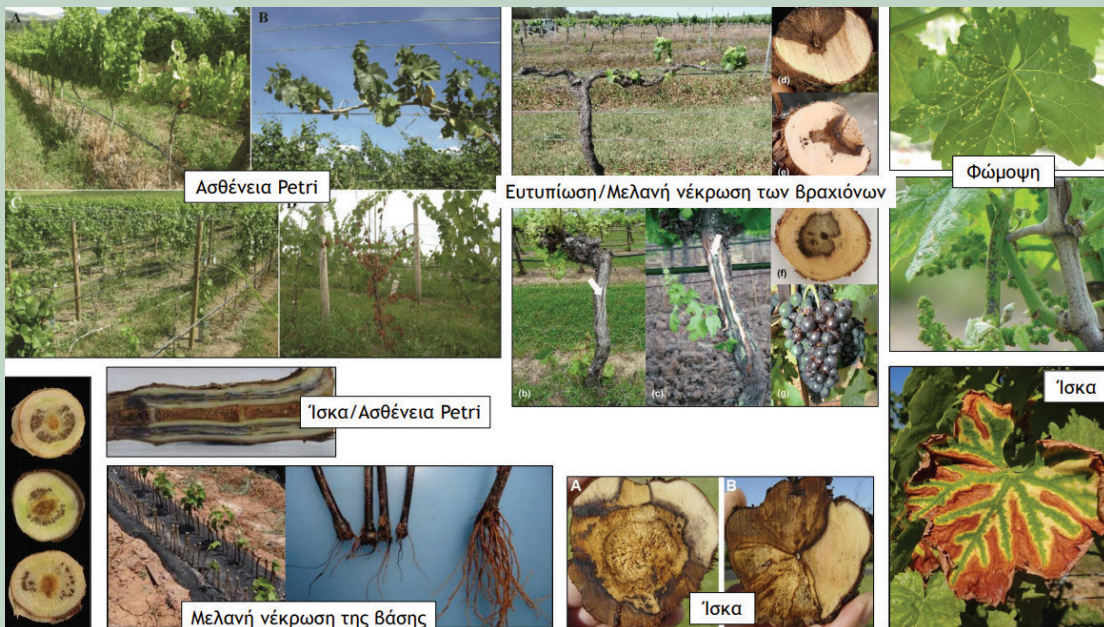 A
B
Ασθένεια Petri
C
D
(d)
(e)
Ευτυπίωση/Μελανή νέκρωση των βραχιόνων
(f)
(b)
(c)
(g)
Φώμοψη
Ίσκα/Ασθένεια Petri
Μελανή νέκρωση της βάσης
A
B
Ίσκα
Ίσκα